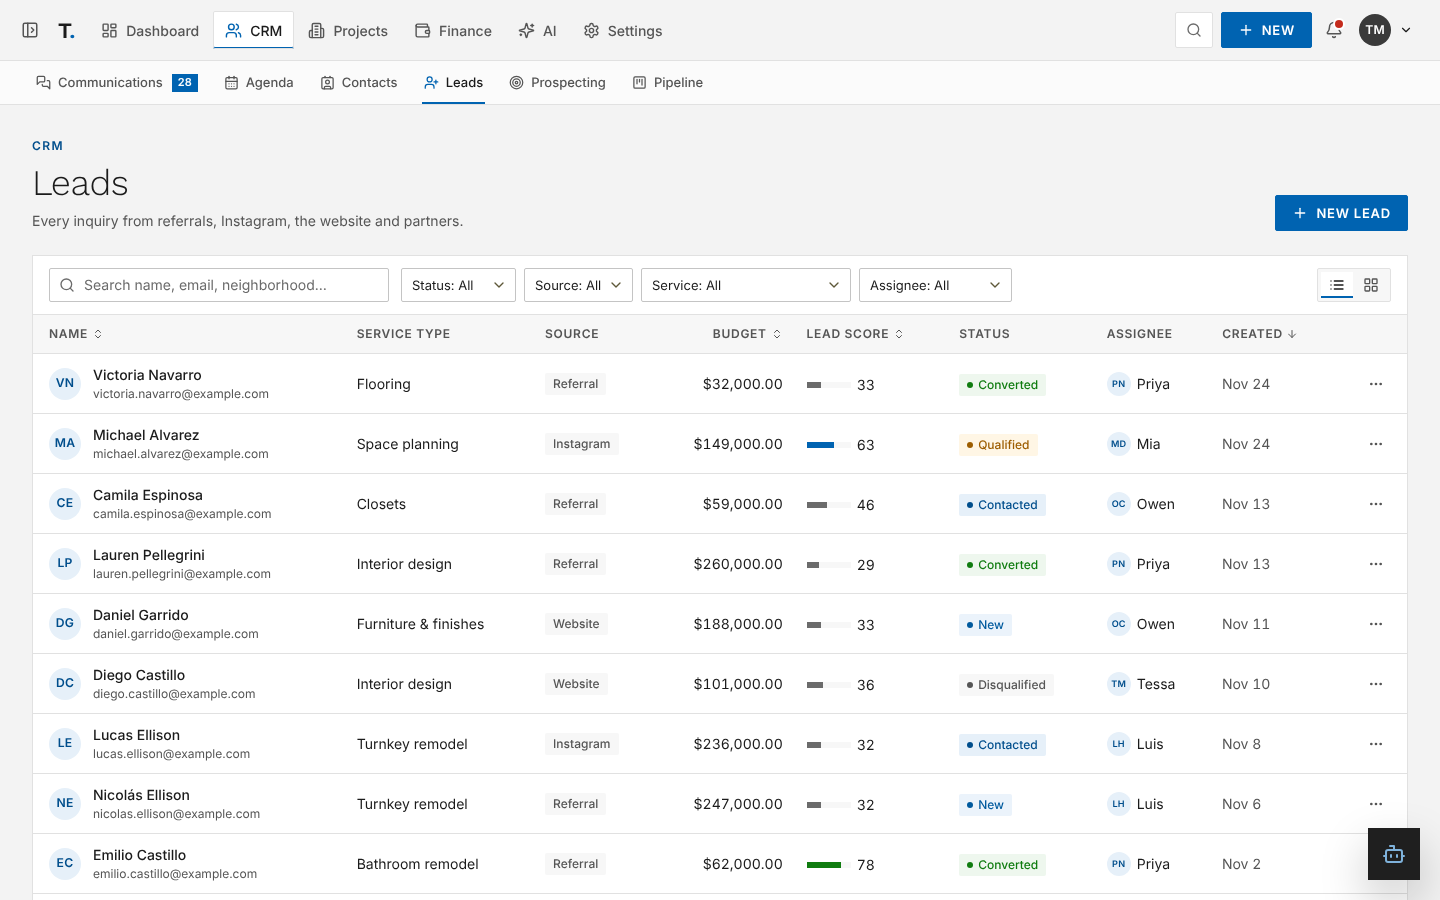 T.
Dashboard
CRM
Projects
Finance
AI
Settings
NEW
TM
Communications 28
Agenda
Contacts
Leads
Prospecting
Pipeline
CRM
Leads
Every inquiry from referrals, Instagram, the website and partners.
NEW LEAD
Search name, email, neighborhood...
Status: All
Source: All
Service: All
Assignee: All
NAME SERVICE TYPE SOURCE BUDGET LEAD SCORE STATUS ASSIGNEE CREATED
VN Victoria Navarro Flooring Referral $32,000.00 33 Converted PN Priya Nov 24
victoria.navarro@example.com
MA Michael Alvarez Space planning Instagram $149,000.00 63 Qualified MD Mia Nov 24
michael.alvarez@example.com
CE Camila Espinosa Closets Referral $59,000.00 46 Contacted OC Owen Nov 13
camila.espinosa@example.com
LP Lauren Pellegrini Interior design Referral $260,000.00 29 Converted PN Priya Nov 13
lauren.pellegrini@example.com
DG Daniel Garrido Furniture & finishes Website $188,000.00 33 New OC Owen Nov 11
daniel.garrido@example.com
DC Diego Castillo Interior design Website $101,000.00 36 Disqualified TM Tessa Nov 10
diego.castillo@example.com
LE Lucas Ellison Turnkey remodel Instagram $236,000.00 32 Contacted LH Luis Nov 8
lucas.ellison@example.com
NE Nicolás Ellison Turnkey remodel Referral $247,000.00 32 New LH Luis Nov 6
nicolas.ellison@example.com
EC Emilio Castillo Bathroom remodel Referral $62,000.00 78 Converted PN Priya Nov 2
emilio.castillo@example.com